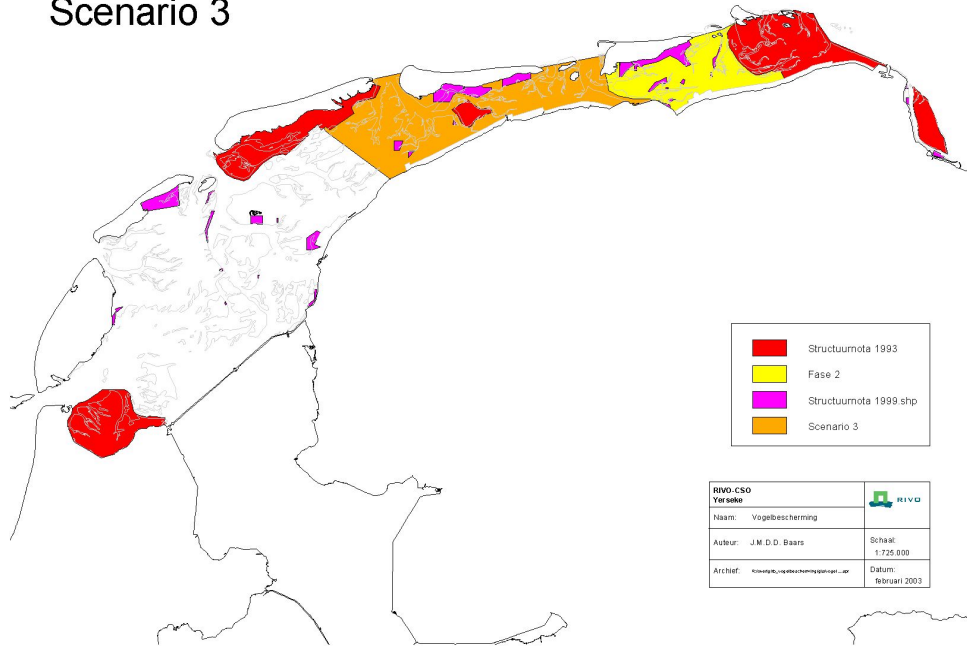 Scenario 3
Structuurnota 1993
Fase 2
Structuurnota 1999.shp
Scenario 3
RIVO-CSO
Yerseke
RIVO
Naam: Vogelbescherming
Auteur: J.M.D.D. Baars
Schaal:
1:725.000
Archief:
Datum:
februari 2003